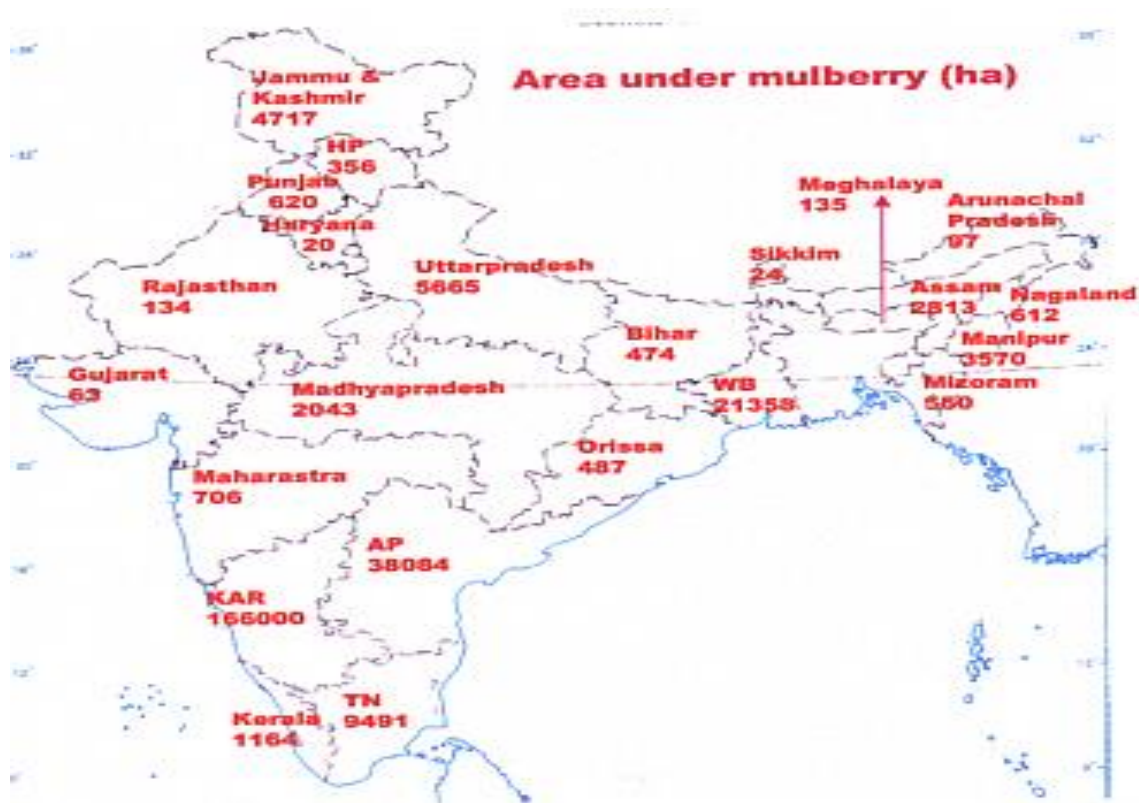 Area under mulberry (ha)
Jammu &
Kashmir
4717
HP
356
Punjab
620
Haryana
20
Meghalaya
135
Arunachal
Pradesh
97
Sikkim
24
Uttarpradesh
5665
Rajasthan
134
Assam
2813
Nagaland
612
Bihar
474
Manipur
3570
Gujarat
63
Madhyapradesh
2043
WB
21358
Mizoram
Orissa
487
Maharastra
706
AP
38084
KAR
TN
9491
Kerala
1164